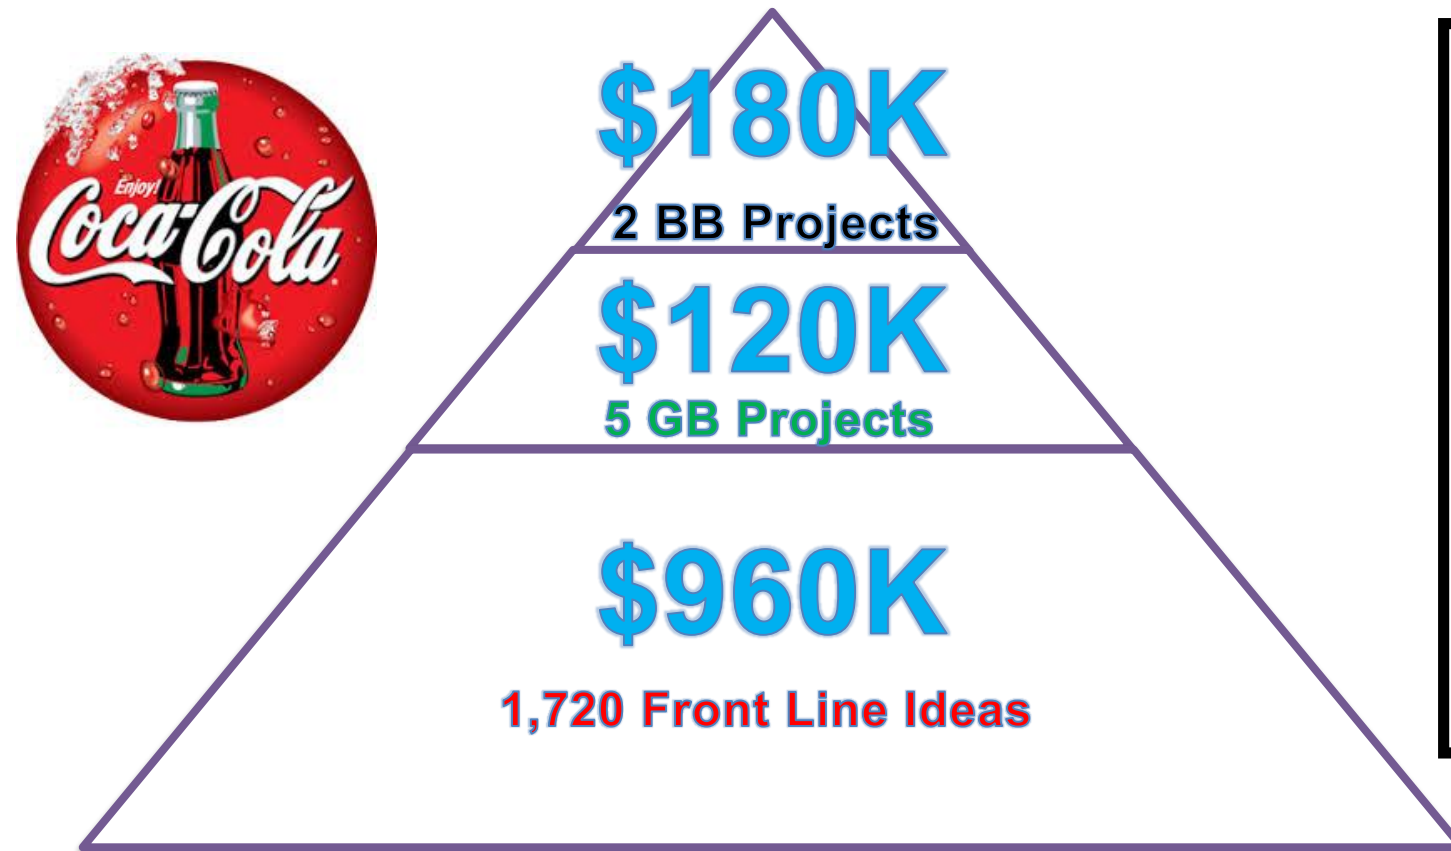 Enjoy!
Coca-Cola
$180K
2 BB Projects
$120K
5 GB Projects
$960K
1,720 Front Line Ideas